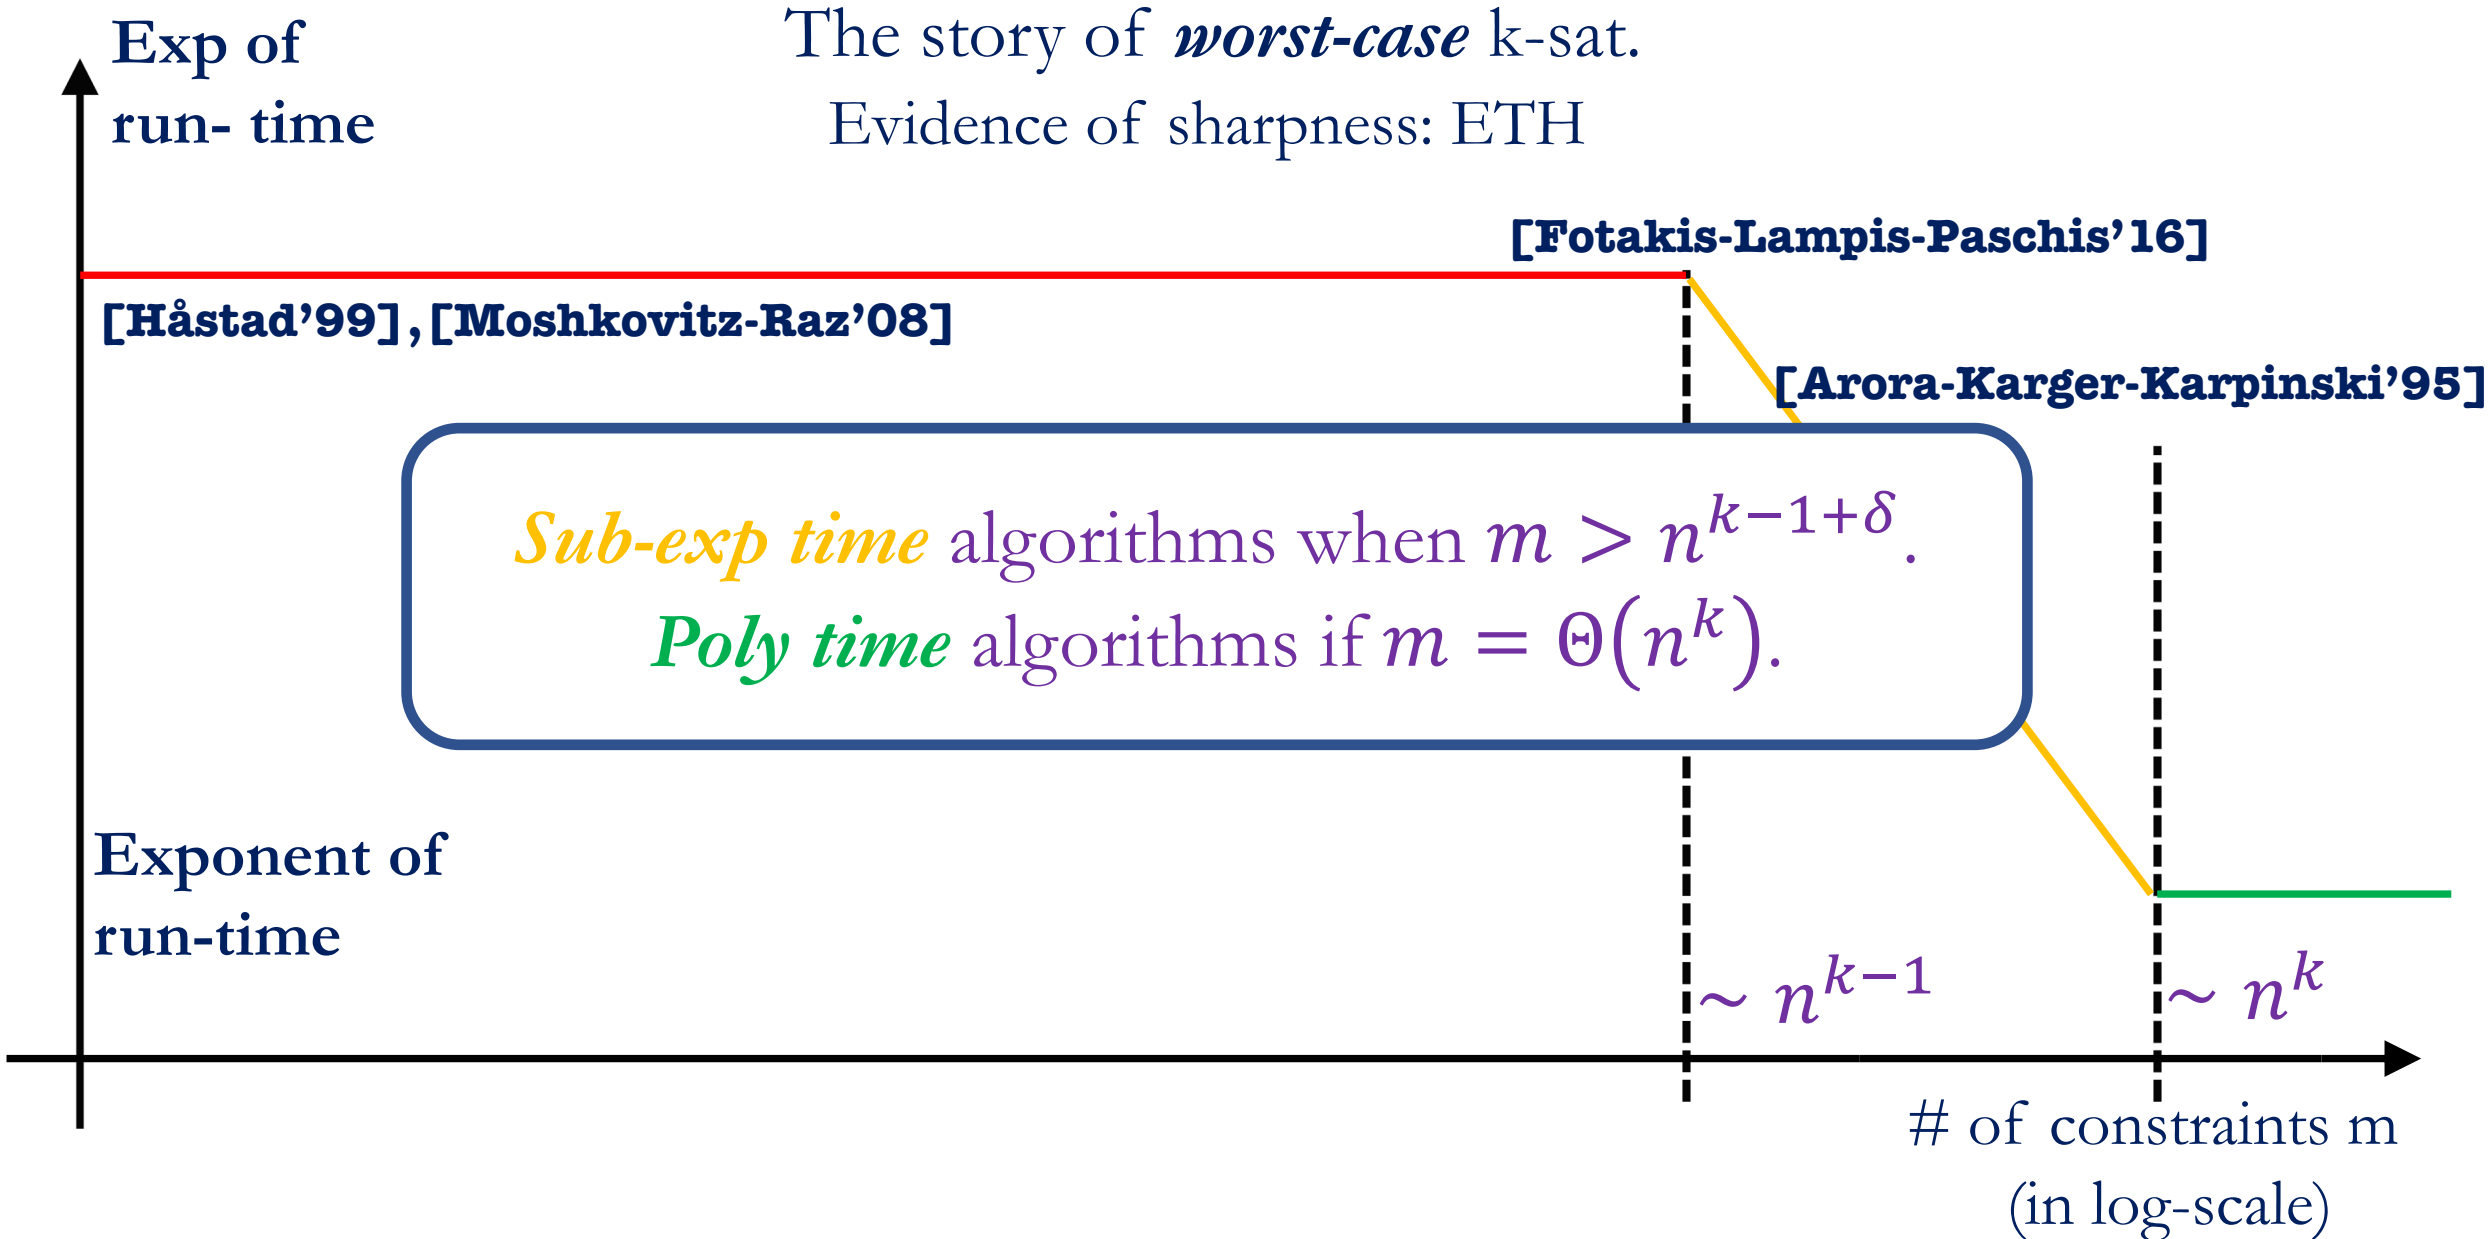 Exp of
run- time
The story of worst-case k-sat.
Evidence of sharpness: ETH
[Fotakis-Lampis-Paschis’16]
[Håstad’99],[Moshkovitz-Raz’08]
[Arora-Karger-Karpinski’95]
Sub-exp time algorithms when m > n^{k−1+δ}.
Poly time algorithms if m = Θ(n^k).
Exponent of
run-time
~ n^{k−1}
~ n^k
# of constraints m
(in log-scale)